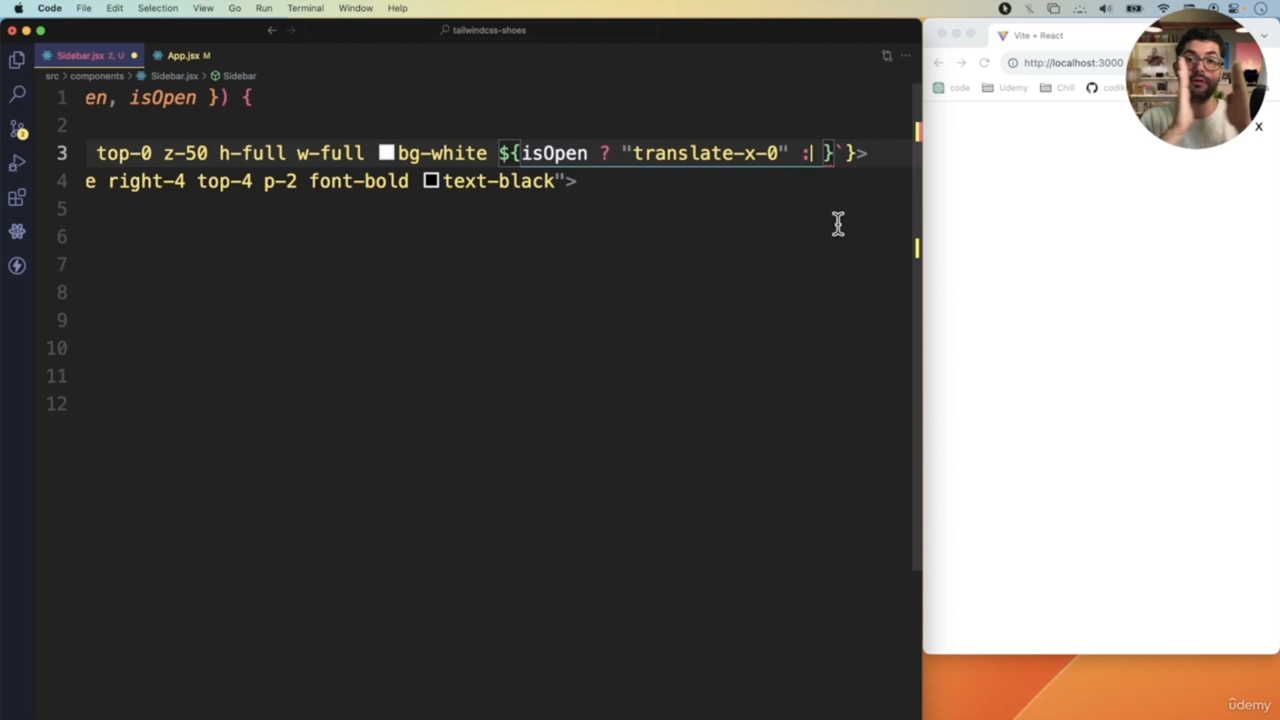 Code File Edit Selection View Go Run Terminal Window Help
tailwindcss-shoes
Sidebar.jsx 2, U
App.jsx M
src > components > Sidebar.jsx > Sidebar
1 en, isOpen }) {
2
3 top-0 z-50 h-full w-full bg-white ${isOpen ? "translate-x-0" : }`}>
4 e right-4 top-4 p-2 font-bold text-black">
5
6
7
8
9
10
11
12
Vite + React
http://localhost:3000
code Udemy Chill
X
2
ûdemy